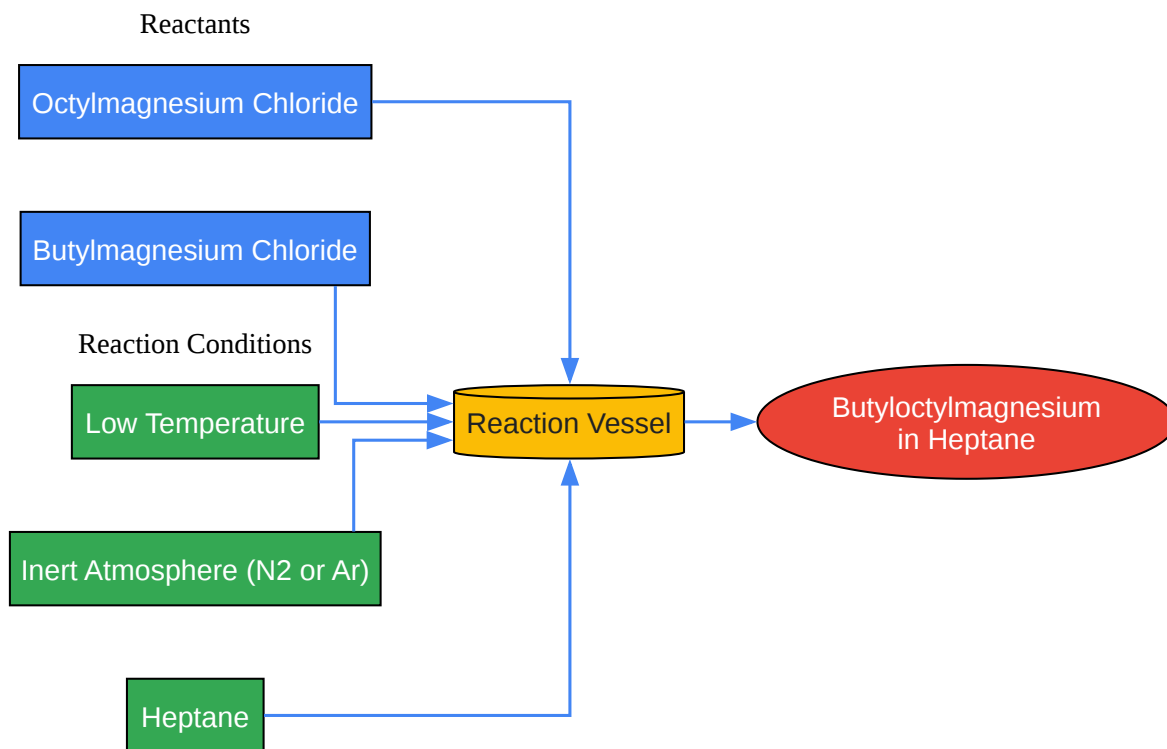 Reactants
Octylmagnesium Chloride
Butylmagnesium Chloride
Reaction Conditions
Low Temperature
Reaction Vessel
Butyloctylmagnesium
in Heptane
Inert Atmosphere (N2 or Ar)
Heptane